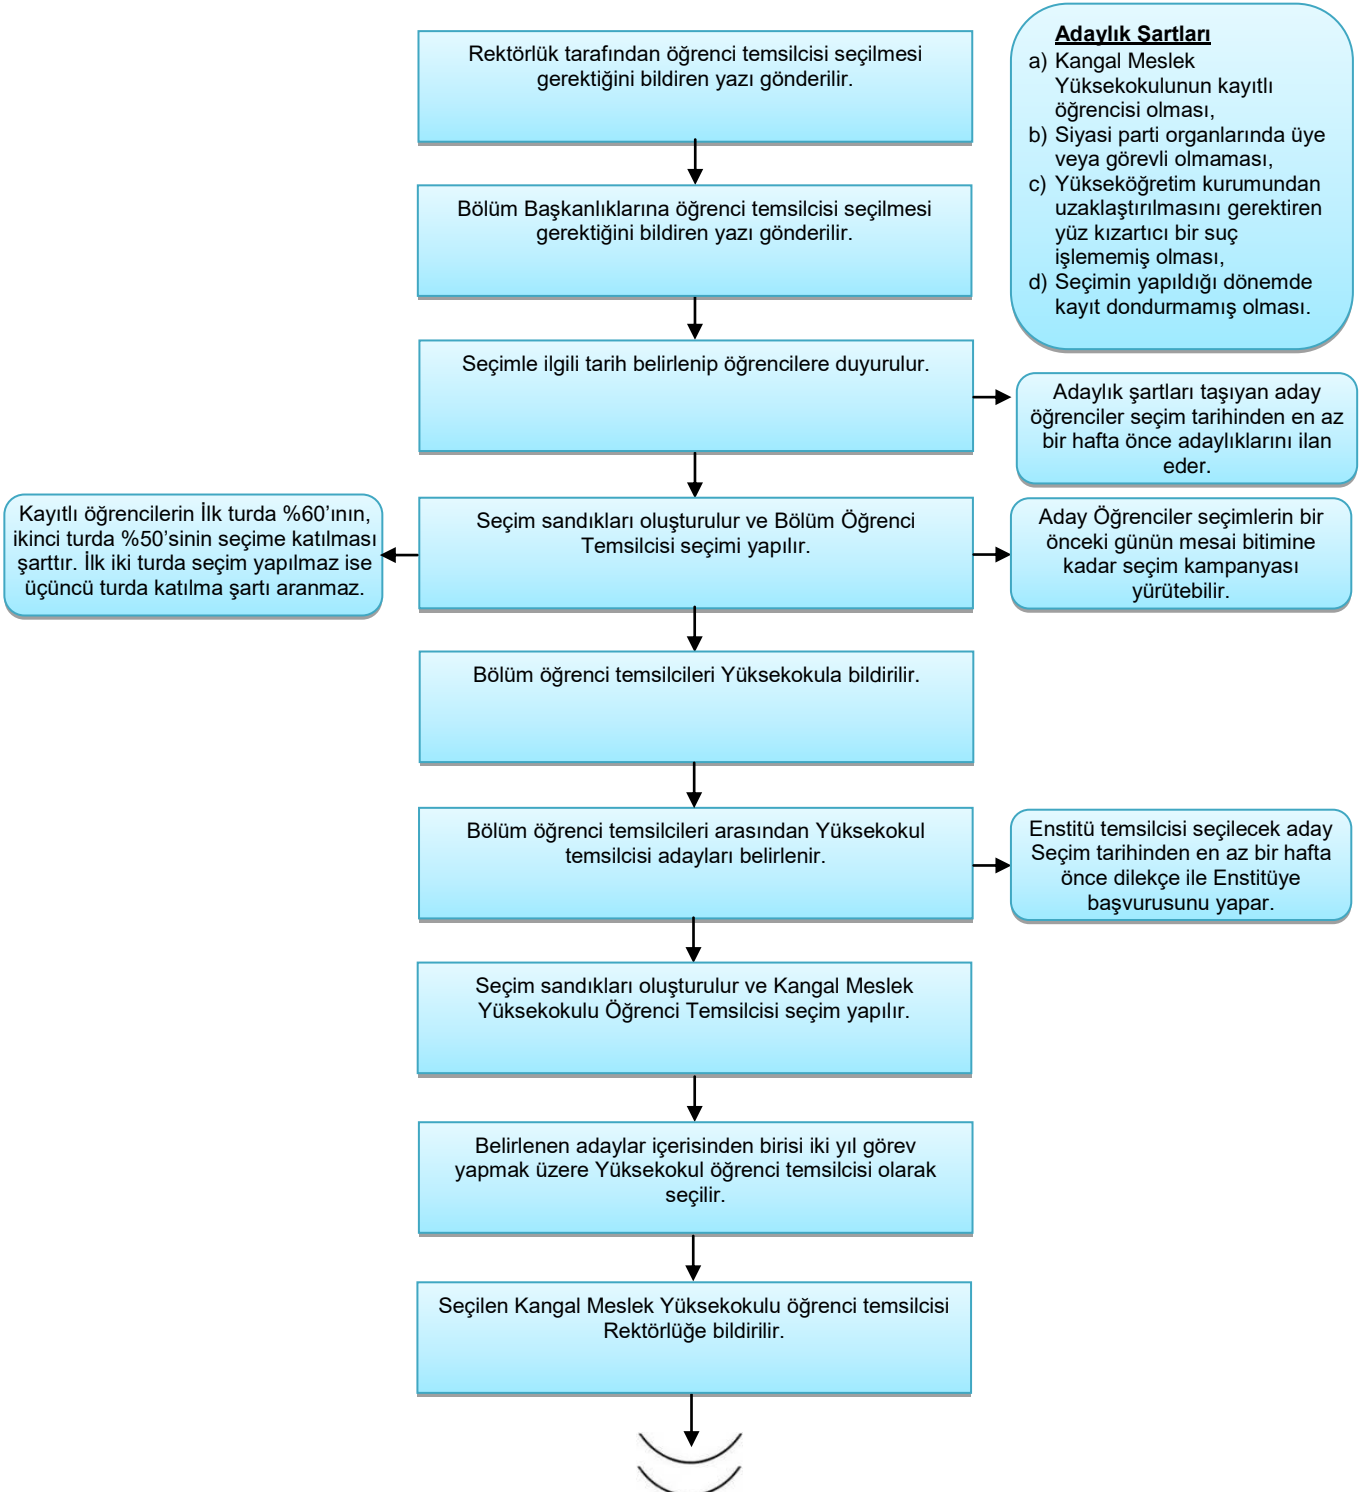 Rektörlük tarafından öğrenci temsilcisi seçilmesi
gerektiğini bildiren yazı gönderilir.
Adaylık Şartları
a) Kangal Meslek
Yüksekokulunun kayıtlı
öğrencisi olması,
b) Siyasi parti organlarında üye
veya görevli olmaması,
c) Yükseköğretim kurumundan
uzaklaştırılmasını gerektiren
yüz kızartıcı bir suç
işlememiş olması,
d) Seçimin yapıldığı dönemde
kayıt dondurmamış olması.
Bölüm Başkanlıklarına öğrenci temsilcisi seçilmesi
gerektiğini bildiren yazı gönderilir.
Seçimle ilgili tarih belirlenip öğrencilere duyurulur.
Adaylık şartları taşıyan aday
öğrenciler seçim tarihinden en az
bir hafta önce adaylıklarını ilan
eder.
Kayıtlı öğrencilerin İlk turda %60’ının,
ikinci turda %50’sinin seçime katılması
şarttır. İlk iki turda seçim yapılmaz ise
üçüncü turda katılma şartı aranmaz.
Seçim sandıkları oluşturulur ve Bölüm Öğrenci
Temsilcisi seçimi yapılır.
Aday Öğrenciler seçimlerin bir
önceki günün mesai bitimine
kadar seçim kampanyası
yürütebilir.
Bölüm öğrenci temsilcileri Yüksekokula bildirilir.
Bölüm öğrenci temsilcileri arasından Yüksekokul
temsilcisi adayları belirlenir.
Enstitü temsilcisi seçilecek aday
Seçim tarihinden en az bir hafta
önce dilekçe ile Enstitüye
başvurusunu yapar.
Seçim sandıkları oluşturulur ve Kangal Meslek
Yüksekokulu Öğrenci Temsilcisi seçim yapılır.
Belirlenen adaylar içerisinden birisi iki yıl görev
yapmak üzere Yüksekokul öğrenci temsilcisi olarak
seçilir.
Seçilen Kangal Meslek Yüksekokulu öğrenci temsilcisi
Rektörlüğe bildirilir.